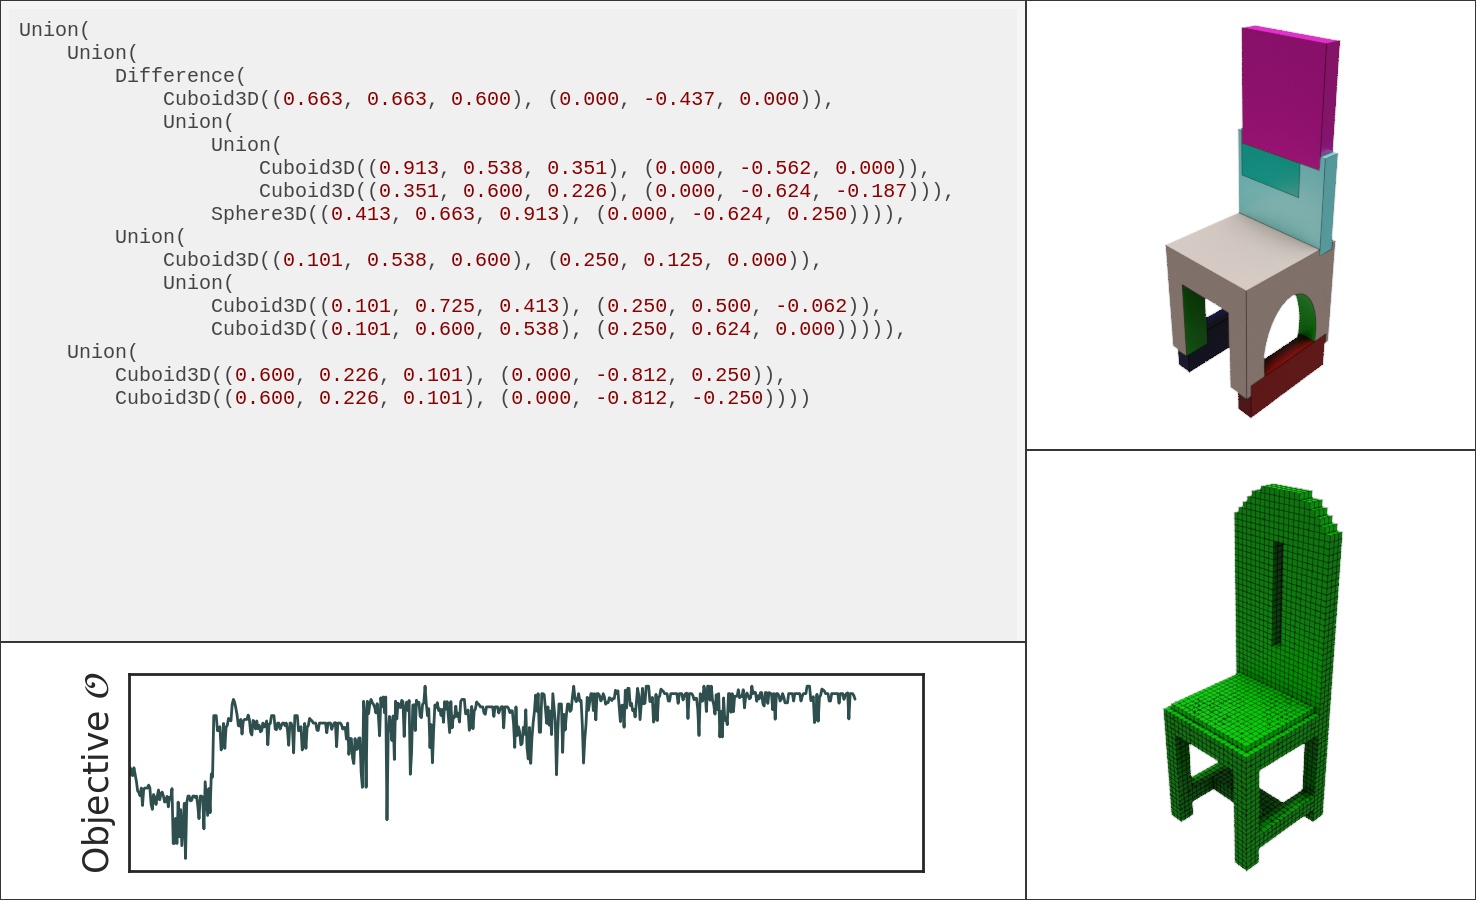 Union(
    Union(
        Difference(
            Cuboid3D((0.663, 0.663, 0.600), (0.000, -0.437, 0.000)),
            Union(
                Union(
                    Cuboid3D((0.913, 0.538, 0.351), (0.000, -0.562, 0.000)),
                    Cuboid3D((0.351, 0.600, 0.226), (0.000, -0.624, -0.187))),
                Sphere3D((0.413, 0.663, 0.913), (0.000, -0.624, 0.250)))),
        Union(
            Cuboid3D((0.101, 0.538, 0.600), (0.250, 0.125, 0.000)),
            Union(
                Cuboid3D((0.101, 0.725, 0.413), (0.250, 0.500, -0.062)),
                Cuboid3D((0.101, 0.600, 0.538), (0.250, 0.624, 0.000))))),
    Union(
        Cuboid3D((0.600, 0.226, 0.101), (0.000, -0.812, 0.250)),
        Cuboid3D((0.600, 0.226, 0.101), (0.000, -0.812, -0.250))))
Objective 𝒪